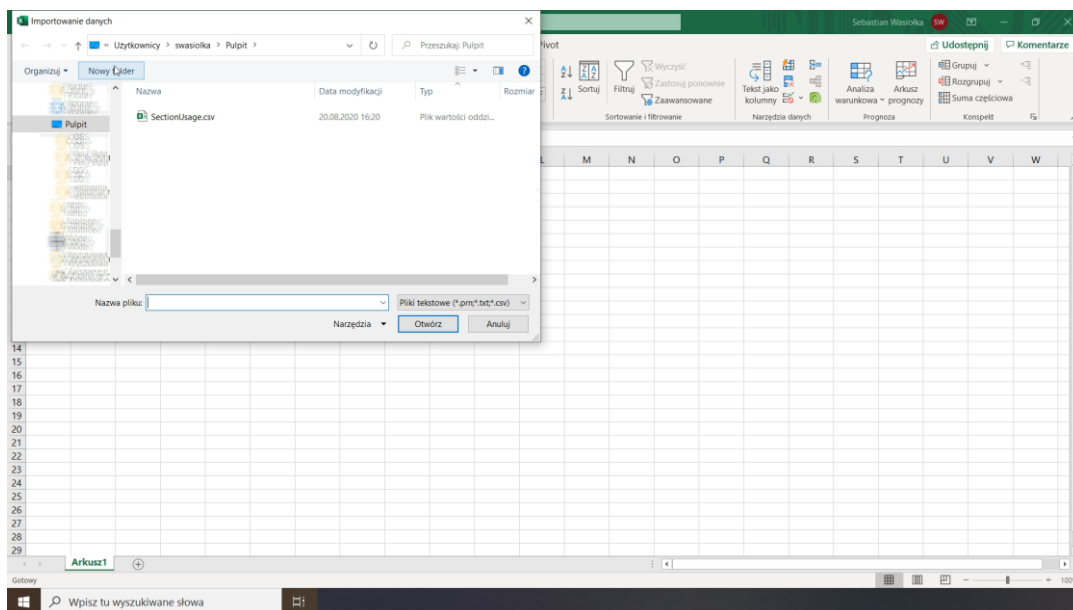 Importowanie danych
Sebastian Wasiolka SW
« Użytkownicy > swasiolka > Pulpit >
Przeszukaj: Pulpit
Pivot
Udostępnij
Komentarze
Organizuj
Nowy folder
Nazwa
Data modyfikacji
Typ
Rozmiar
SectionUsage.csv
20.08.2020 16:20
Plik wartości oddzi...
Pulpit
Sortuj
Filtruj
Wyczyść
Zastosuj ponownie
Zaawansowane
Tekst jako kolumny
Analiza warunkowa
Arkusz prognozy
Grupuj
Rozgrupuj
Suma częściowa
Sortowanie i filtrowanie
Narzędzia danych
Prognoza
Konspekt
L M N O P Q R S T U V W
Nazwa pliku:
Pliki tekstowe (*.prn;*.txt;*.csv)
Narzędzia
Otwórz
Anuluj
14
15
16
17
18
19
20
21
22
23
24
25
26
27
28
29
Arkusz1
Gotowy
100
Wpisz tu wyszukiwane słowa